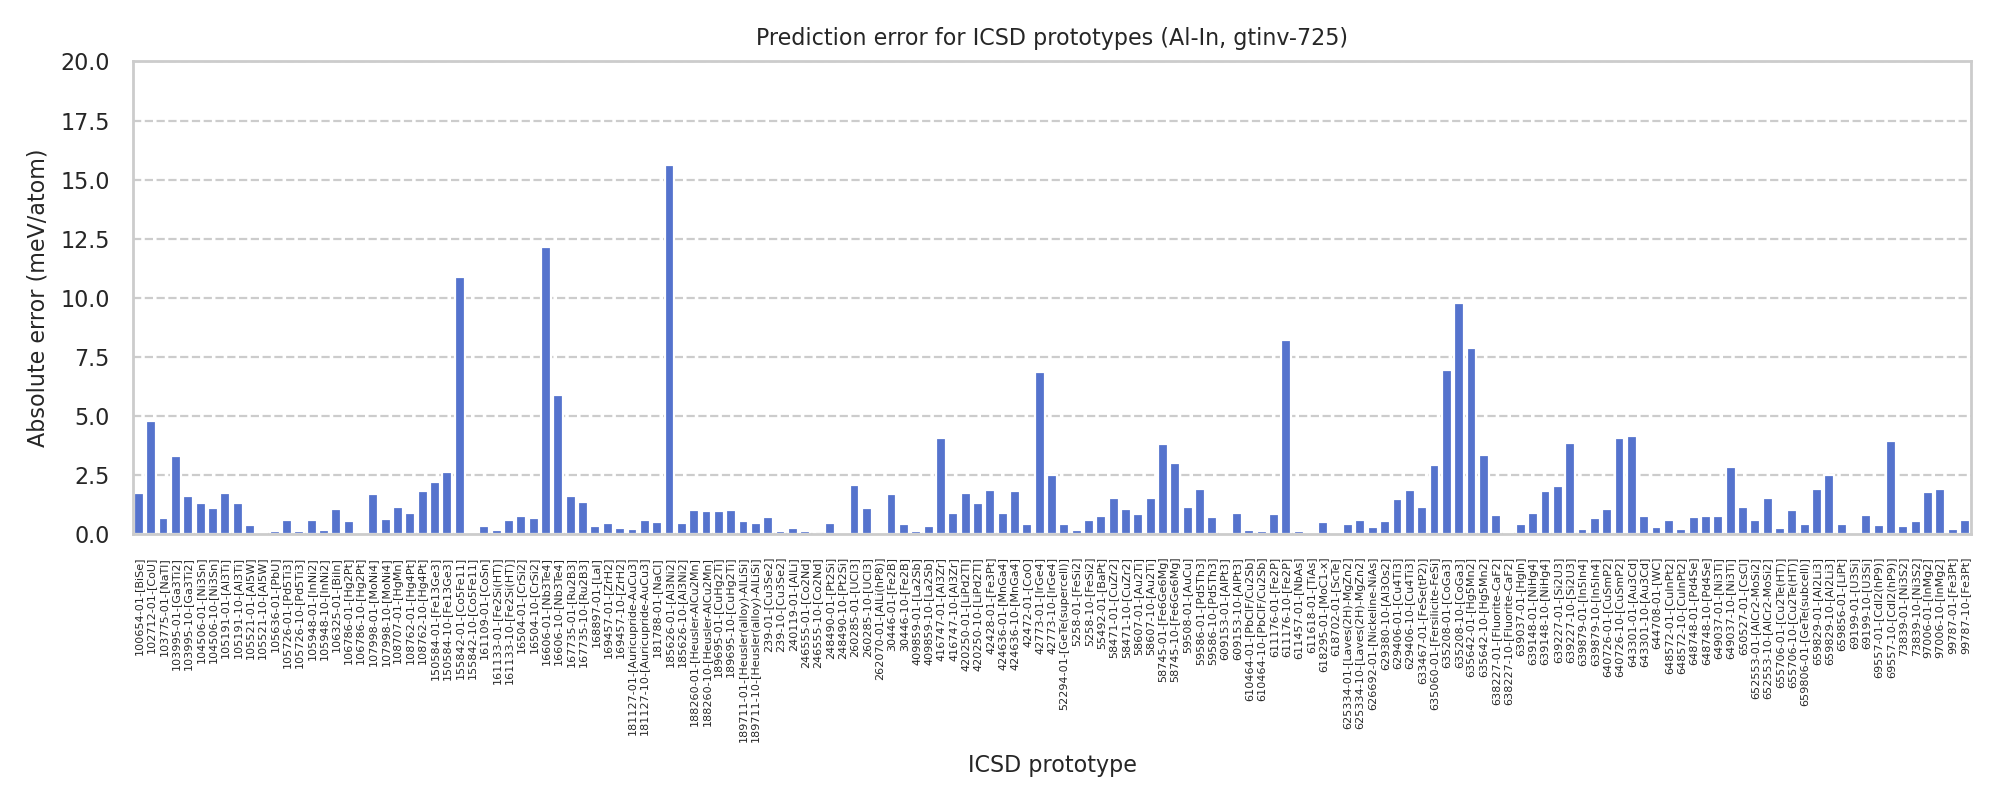 Prediction error for ICSD prototypes (Al-In, gtinv-725)
Absolute error (meV/atom)
20.0
17.5
15.0
12.5
10.0
7.5
5.0
2.5
0.0
100654-01-[BiSe]
102712-01-[CoU]
103775-01-[NaTl]
103995-01-[Ga3Ti2]
103995-10-[Ga3Ti2]
104506-01-[Ni3Sn]
104506-10-[Ni3Sn]
105191-01-[Al3Ti]
105191-10-[Al3Ti]
105521-01-[Al5W]
105521-10-[Al5W]
105636-01-[PbU]
105726-01-[Pd5Ti3]
105726-10-[Pd5Ti3]
105948-01-[InNi2]
105948-10-[InNi2]
106325-01-[BiIn]
106786-01-[Hg2Pt]
106786-10-[Hg2Pt]
107998-01-[MoNi4]
107998-10-[MoNi4]
108707-01-[HgMn]
108762-01-[Hg4Pt]
108762-10-[Hg4Pt]
150584-01-[Fe13Ge3]
150584-10-[Fe13Ge3]
155842-01-[Co5Fe11]
155842-10-[Co5Fe11]
161109-01-[CoSn]
161133-01-[Fe2Si(HT)]
161133-10-[Fe2Si(HT)]
16504-01-[CrSi2]
16504-10-[CrSi2]
16606-01-[Nb3Te4]
16606-10-[Nb3Te4]
167735-01-[Ru2B3]
167735-10-[Ru2B3]
168897-01-[LaI]
169457-01-[ZrH2]
169457-10-[ZrH2]
181127-01-[Auricupride-AuCu3]
181127-10-[Auricupride-AuCu3]
181788-01-[NaCl]
185626-01-[Al3Ni2]
185626-10-[Al3Ni2]
188260-01-[Heusler-AlCu2Mn]
188260-10-[Heusler-AlCu2Mn]
189695-01-[CuHg2Ti]
189695-10-[CuHg2Ti]
189711-01-[Heusler(alloy)-AlLiSi]
189711-10-[Heusler(alloy)-AlLiSi]
239-01-[Cu3Se2]
239-10-[Cu3Se2]
240119-01-[AlLi]
246555-01-[Co2Nd]
246555-10-[Co2Nd]
248490-01-[Pt2Si]
248490-10-[Pt2Si]
260285-01-[UCl3]
260285-10-[UCl3]
262070-01-[AlLi(hP8)]
30446-01-[Fe2B]
30446-10-[Fe2B]
409859-01-[La2Sb]
409859-10-[La2Sb]
416747-01-[Al3Zr]
416747-10-[Al3Zr]
420250-01-[LiPd2Tl]
420250-10-[LiPd2Tl]
42428-01-[Fe3Pt]
424636-01-[MnGa4]
424636-10-[MnGa4]
42472-01-[CoO]
42773-01-[IrGe4]
42773-10-[IrGe4]
52294-01-[GeTe(supercell)]
5258-01-[FeSi2]
5258-10-[FeSi2]
55492-01-[BaPt]
58471-01-[CuZr2]
58471-10-[CuZr2]
58607-01-[Au2Ti]
58607-10-[Au2Ti]
58745-01-[Fe6Ge6Mg]
58745-10-[Fe6Ge6Mg]
59508-01-[AuCu]
59586-01-[Pd5Th3]
59586-10-[Pd5Th3]
609153-01-[AlPt3]
609153-10-[AlPt3]
610464-01-[PbClF/Cu2Sb]
610464-10-[PbClF/Cu2Sb]
611176-01-[Fe2P]
611176-10-[Fe2P]
611457-01-[NbAs]
611618-01-[TiAs]
618295-01-[MoC1-x]
618702-01-[ScTe]
625334-01-[Laves(2H)-MgZn2]
625334-10-[Laves(2H)-MgZn2]
626692-01-[Nickeline-NiAs]
629380-01-[Al3Os2]
629406-01-[Cu4Ti3]
629406-10-[Cu4Ti3]
633467-01-[FeSe(tP2)]
635060-01-[Fersilicite-FeSi]
635208-01-[CoGa3]
635208-10-[CoGa3]
635642-01-[Hg5Mn2]
635642-10-[Hg5Mn2]
638227-01-[Fluorite-CaF2]
638227-10-[Fluorite-CaF2]
639037-01-[HgIn]
639148-01-[NiHg4]
639148-10-[NiHg4]
639227-01-[Si2U3]
639227-10-[Si2U3]
639879-01-[In5In4]
639879-10-[In5In4]
640726-01-[CuSmP2]
640726-10-[CuSmP2]
643301-01-[Au3Cd]
643301-10-[Au3Cd]
644708-01-[WC]
648572-01-[CuInPt2]
648572-10-[CuInPt2]
648748-01-[Pd4Se]
648748-10-[Pd4Se]
649037-01-[Ni3Ti]
649037-10-[Ni3Ti]
650527-01-[CsCl]
652553-01-[AlCr2-MoSi2]
652553-10-[AlCr2-MoSi2]
655706-01-[Cu2Te(HT)]
655706-10-[Cu2Te(HT)]
659806-01-[GeTe(subcell)]
659829-01-[Al2Li3]
659829-10-[Al2Li3]
659856-01-[LiPt]
69199-01-[U3Si]
69199-10-[U3Si]
69557-01-[CdI2(hP9)]
69557-10-[CdI2(hP9)]
73839-01-[Ni3S2]
73839-10-[Ni3S2]
97006-01-[InMg2]
97006-10-[InMg2]
99787-01-[Fe3Pt]
99787-10-[Fe3Pt]
ICSD prototype